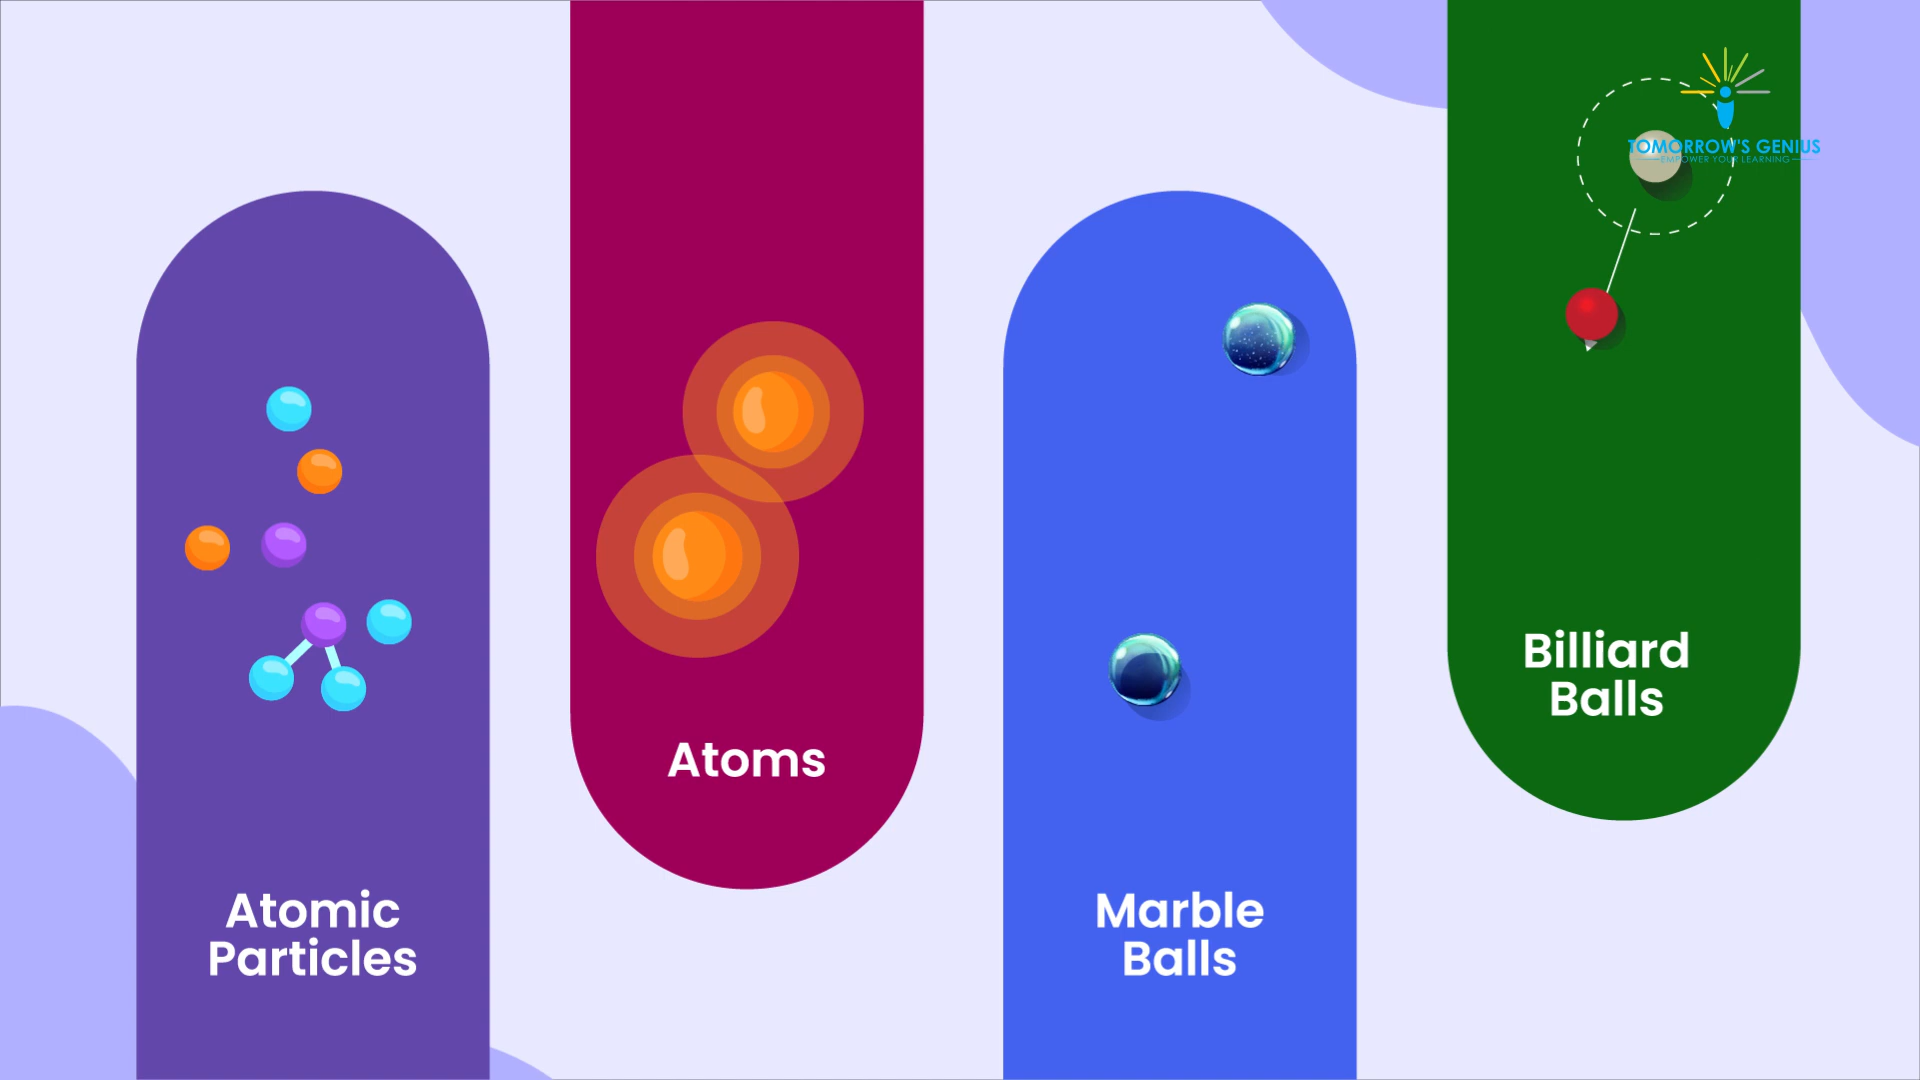 TOMORROW'S GENIUS
EMPOWER YOUR LEARNING
Billiard
Balls
Atoms
Atomic
Particles
Marble
Balls